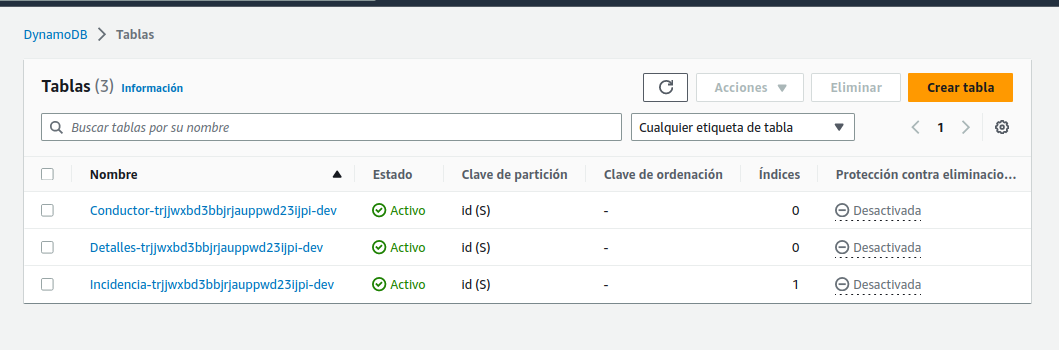 DynamoDB > Tablas
Tablas (3) Información
Acciones Eliminar Crear tabla
Buscar tablas por su nombre Cualquier etiqueta de tabla 1
Nombre Estado Clave de partición Clave de ordenación Índices Protección contra eliminacio...
Conductor-trjjwxbd3bbjrjauppwd23ijpi-dev Activo id (S) - 0 Desactivada
Detalles-trjjwxbd3bbjrjauppwd23ijpi-dev Activo id (S) - 0 Desactivada
Incidencia-trjjwxbd3bbjrjauppwd23ijpi-dev Activo id (S) - 1 Desactivada